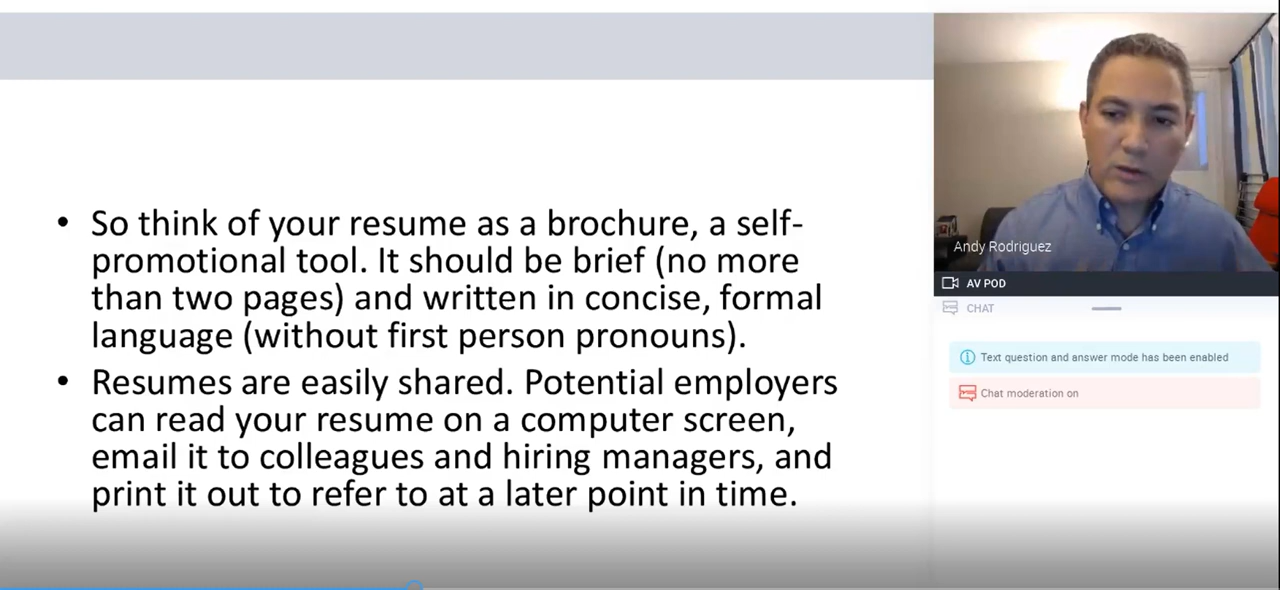 • So think of your resume as a brochure, a self-
promotional tool. It should be brief (no more
than two pages) and written in concise, formal
language (without first person pronouns).
• Resumes are easily shared. Potential employers
can read your resume on a computer screen,
email it to colleagues and hiring managers, and
print it out to refer to at a later point in time.
Andy Rodriguez
AV POD
CHAT
Text question and answer mode has been enabled
Chat moderation on